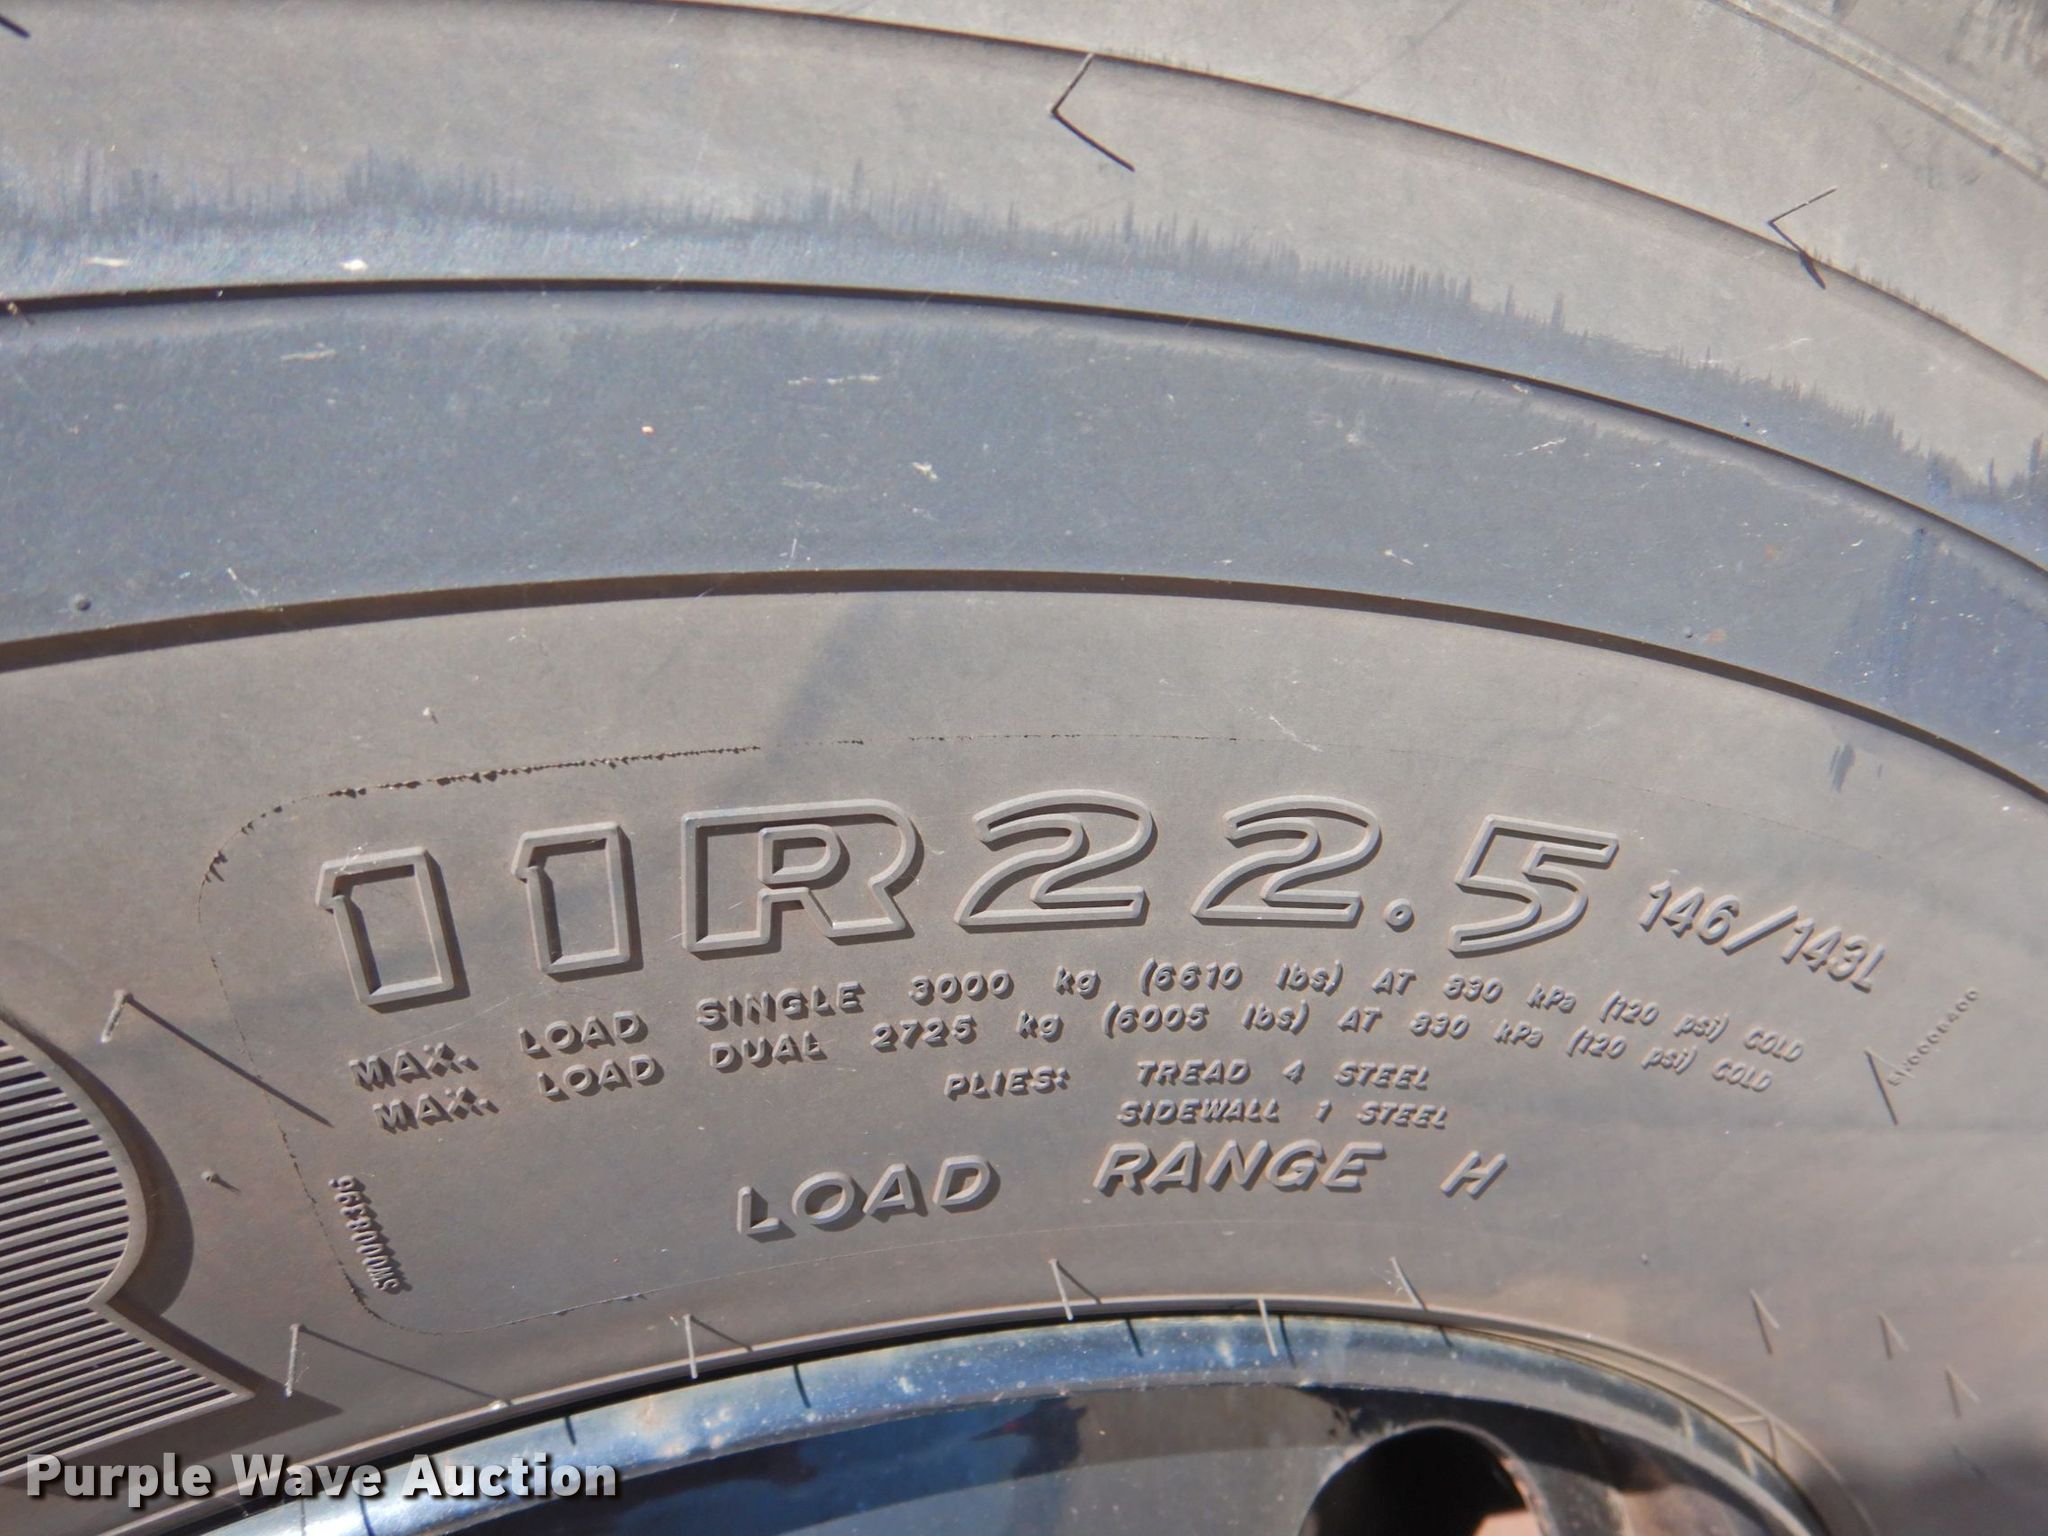 11R22.5 146/143L
MAX. LOAD SINGLE 3000 kg (6610 lbs) AT 830 kPa (120 psi) COLD
MAX. LOAD DUAL 2725 kg (6005 lbs) AT 830 kPa (120 psi) COLD
PLIES: TREAD 4 STEEL
SIDEWALL 1 STEEL
LOAD RANGE H
SW0008396
Purple Wave Auction